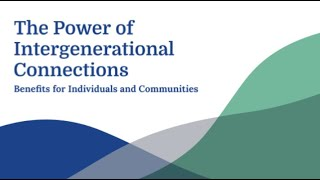 The Power of
Intergenerational
Connections
Benefits for Individuals and Communities